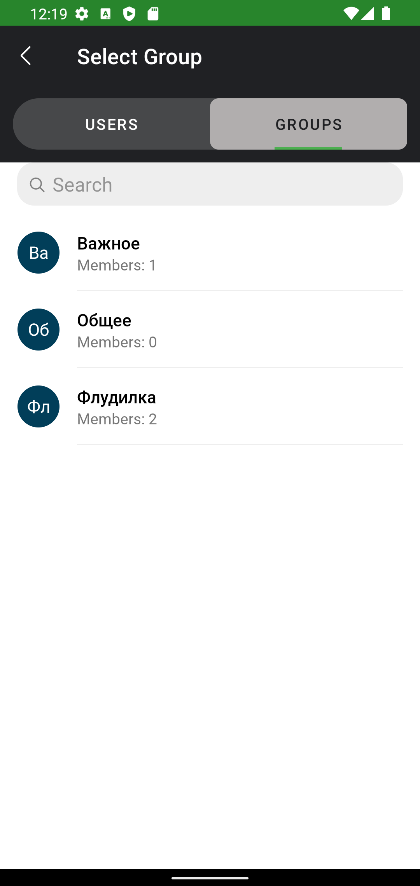 12:19
Select Group
USERS
GROUPS
Search
Ва
Важное
Members: 1
Об
Общее
Members: 0
Фл
Флудилка
Members: 2